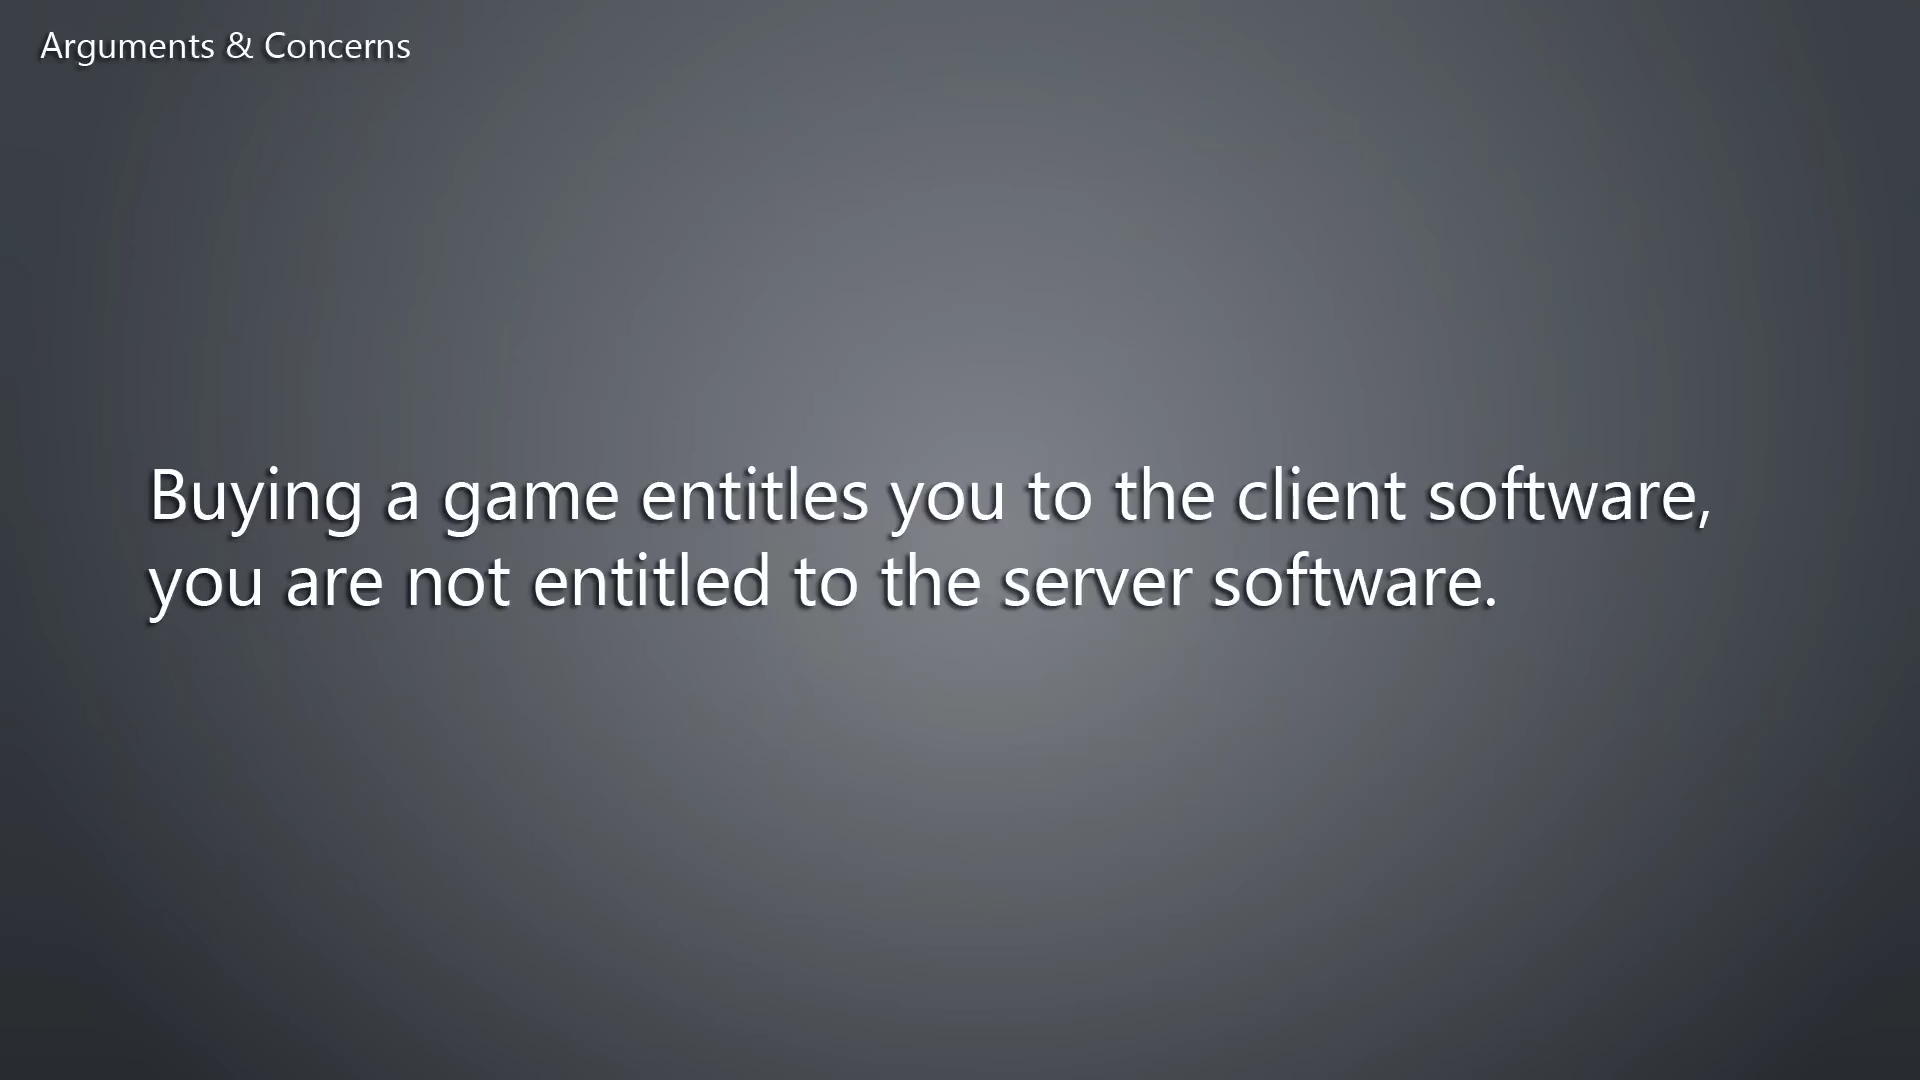 Arguments & Concerns
Buying a game entitles you to the client software,
you are not entitled to the server software.